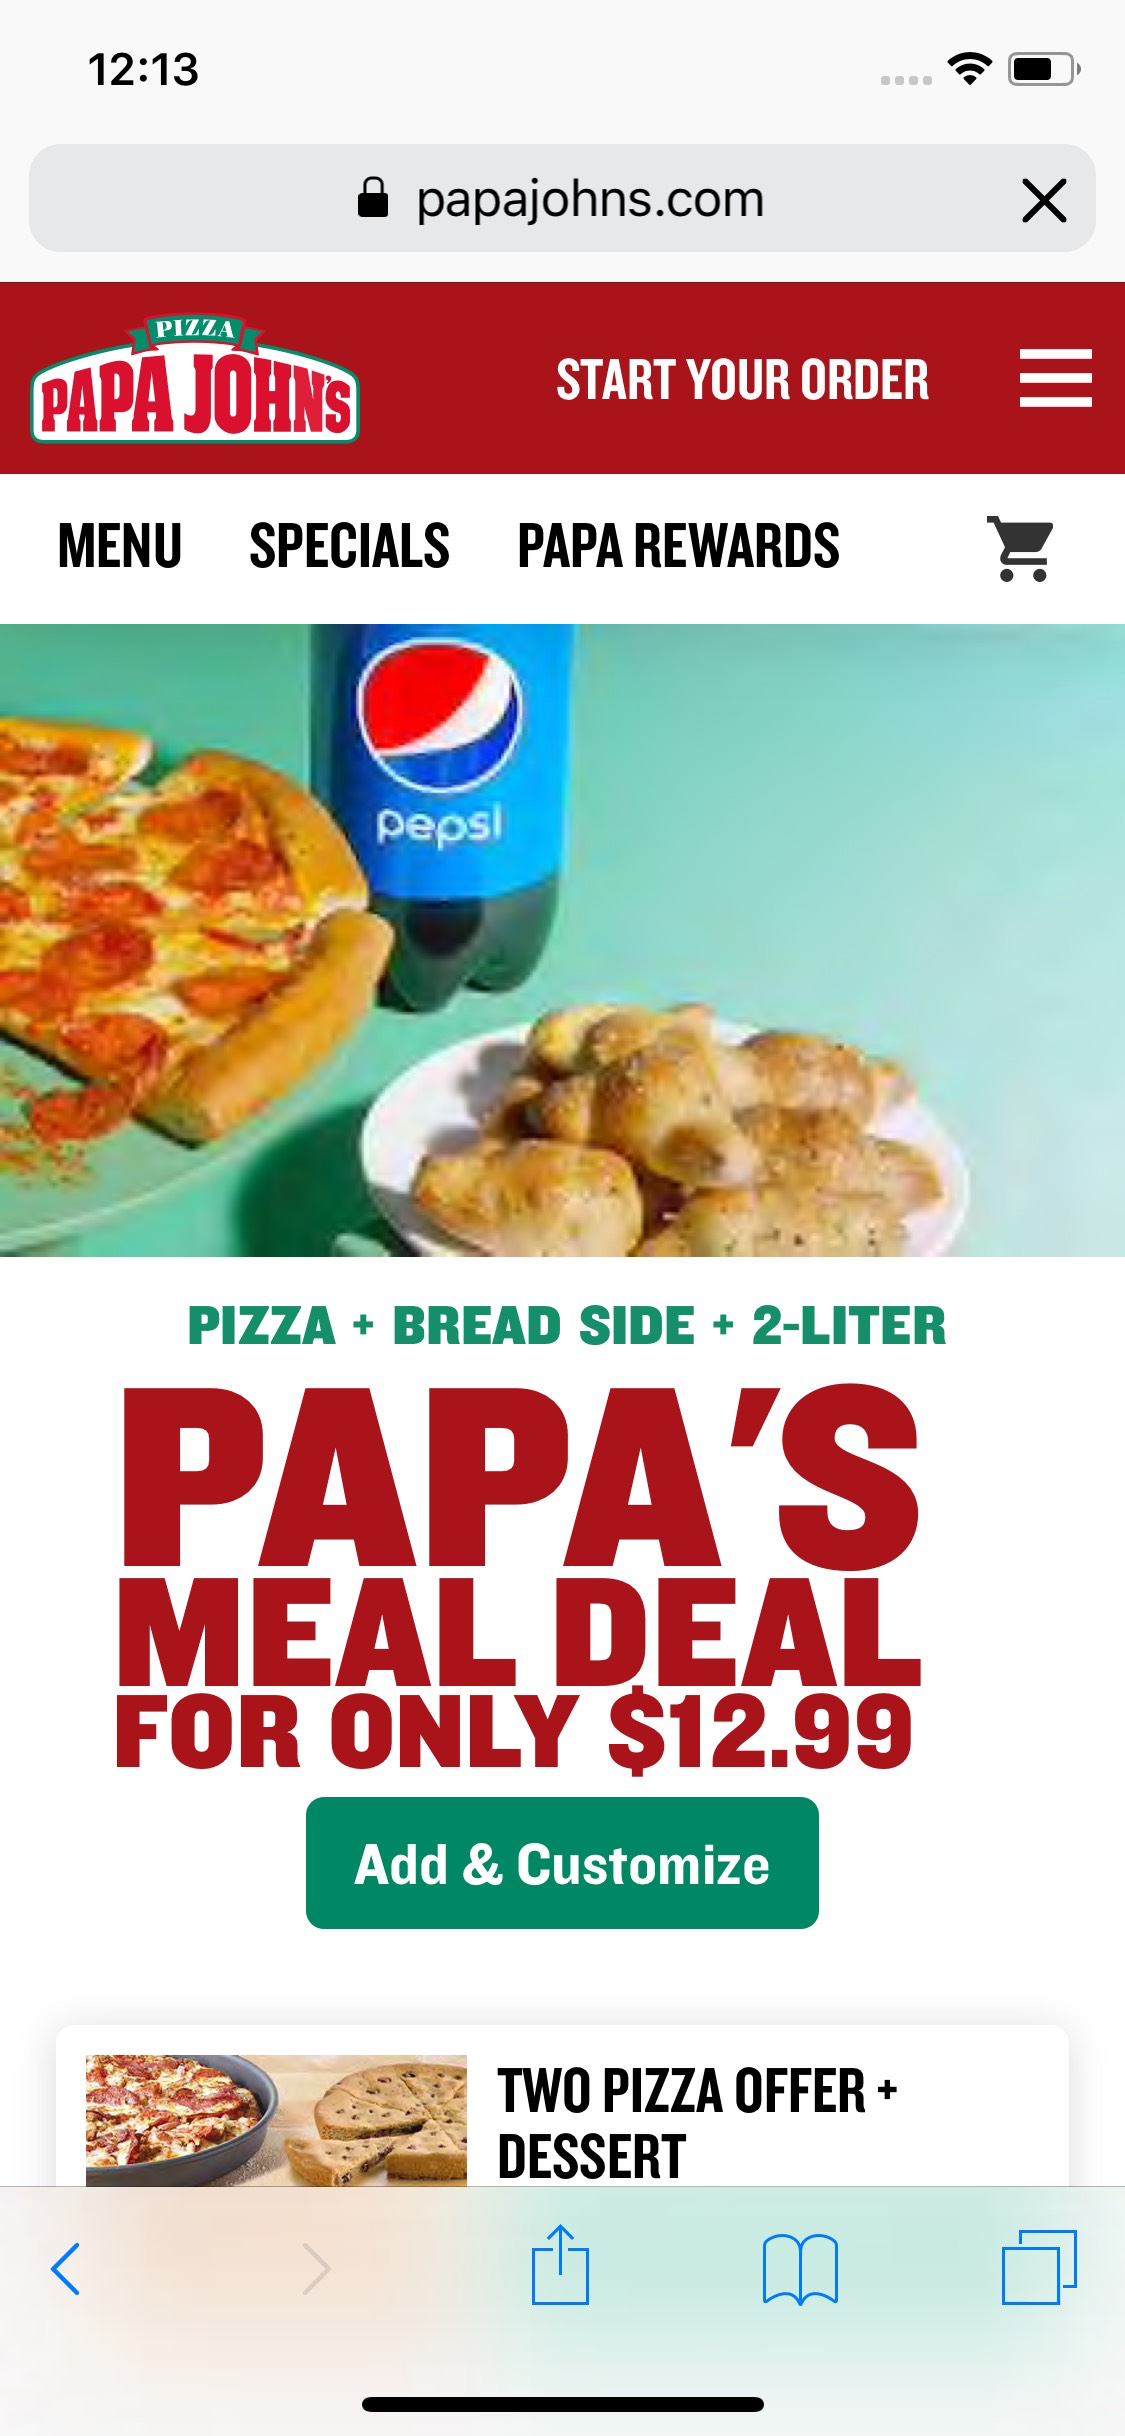 12:13
papajohns.com
PIZZA
PAPA JOHN'S
START YOUR ORDER
MENU SPECIALS PAPA REWARDS
pepsi
PIZZA + BREAD SIDE + 2-LITER
PAPA'S
MEAL DEAL
FOR ONLY $12.99
Add & Customize
TWO PIZZA OFFER +
DESSERT